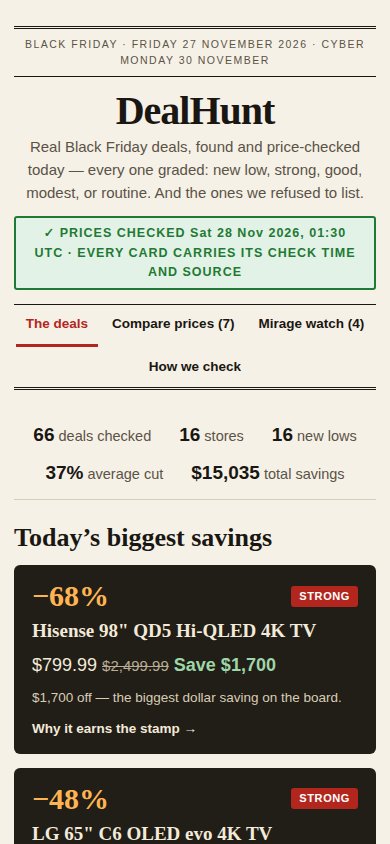 BLACK FRIDAY · FRIDAY 27 NOVEMBER 2026 · CYBER
MONDAY 30 NOVEMBER
DealHunt
Real Black Friday deals, found and price-checked
today — every one graded: new low, strong, good,
modest, or routine. And the ones we refused to list.
✓ PRICES CHECKED Sat 28 Nov 2026, 01:30
UTC · EVERY CARD CARRIES ITS CHECK TIME
AND SOURCE
The deals Compare prices (7) Mirage watch (4)
How we check
66 deals checked 16 stores 16 new lows
37% average cut $15,035 total savings
Today’s biggest savings
−68% STRONG
Hisense 98" QD5 Hi-QLED 4K TV
$799.99 $2,499.99 Save $1,700
$1,700 off — the biggest dollar saving on the board.
Why it earns the stamp →
−48% STRONG
LG 65" C6 OLED evo 4K TV